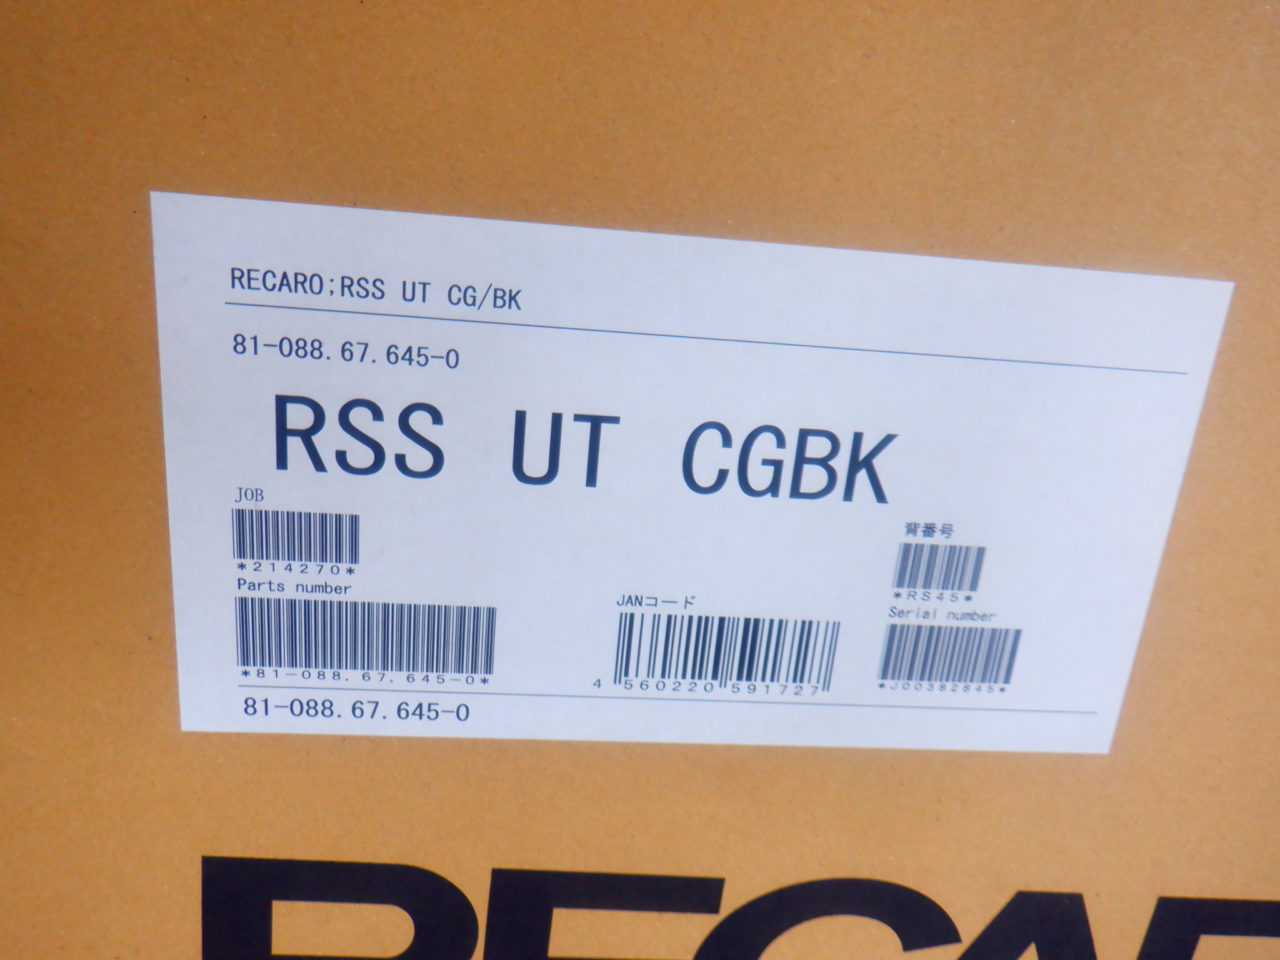 RECARO;RSS UT CG/BK
81-088.67.645-0
RSS UT CGBK
JOB
*214270*
Parts number
*81-088.67.645-0*
背番号
*RS45*
JANコード
4 560220 591727
Serial number
*J00382845*
81-088.67.645-0
RECAR